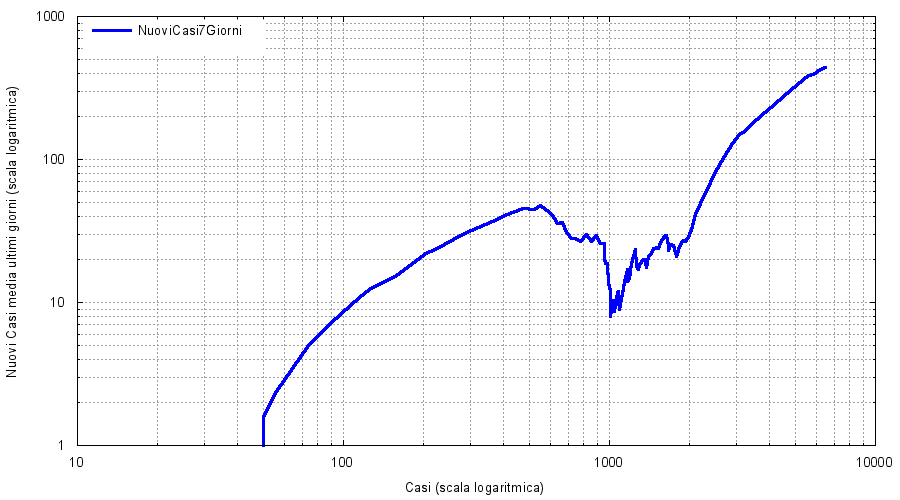 1000
NuoviCasi7Giorni
100
10
1
10
100
1000
10000
Nuovi Casi media ultimi giorni (scala logaritmica)
Casi (scala logaritmica)